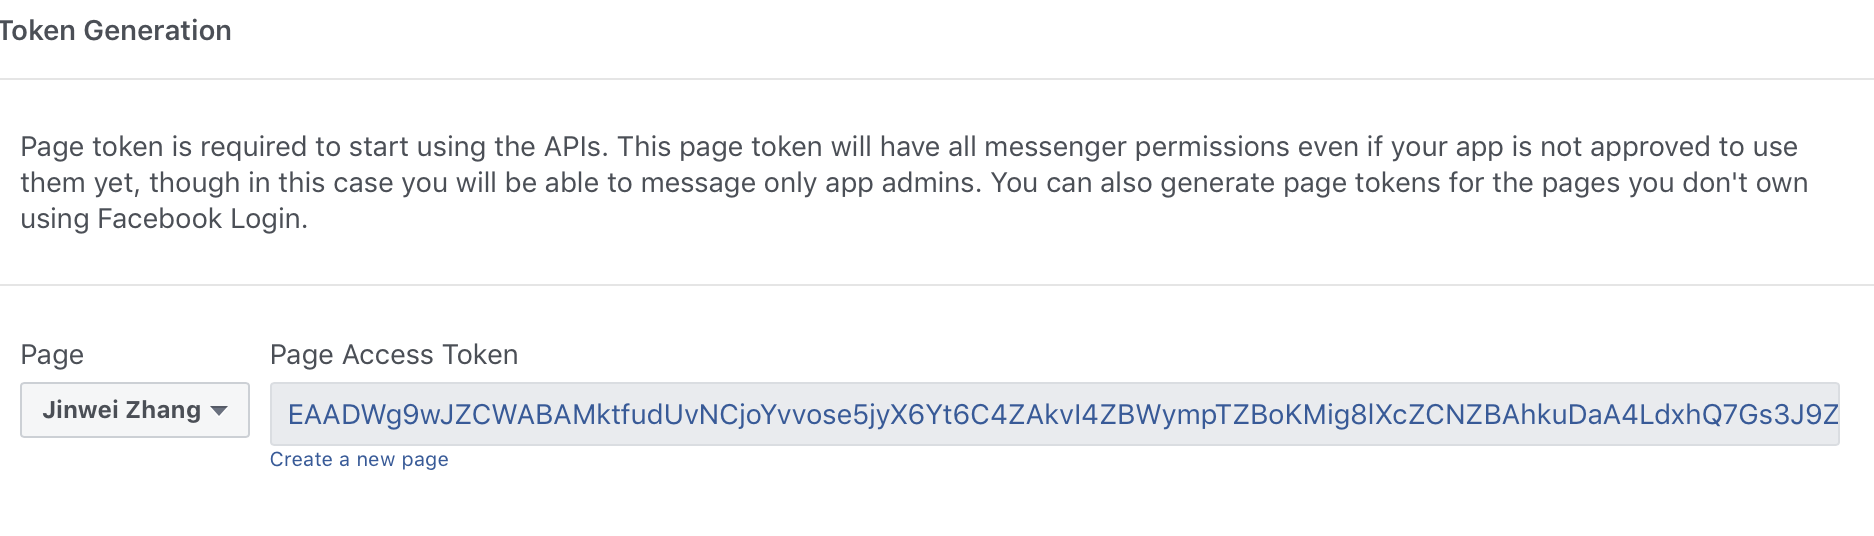 Token Generation
Page token is required to start using the APIs. This page token will have all messenger permissions even if your app is not approved to use
them yet, though in this case you will be able to message only app admins. You can also generate page tokens for the pages you don't own
using Facebook Login.
Page
Page Access Token
Jinwei Zhang
EAADWg9wJZCWABAMktfudUvNCjoYvvose5jyX6Yt6C4ZAkvI4ZBWympTZBoKMig8lXcZCNZBAhkuDaA4LdxhQ7Gs3J9Z
Create a new page